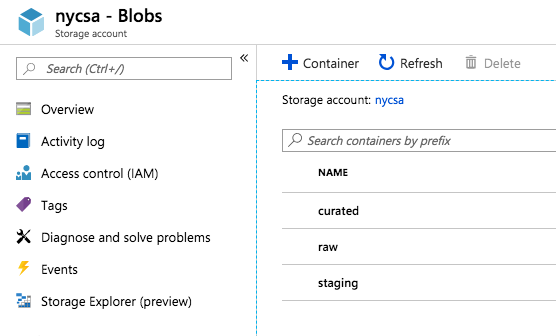 nycsa - Blobs
Storage account
Search (Ctrl+/)
«
Overview
Activity log
Access control (IAM)
Tags
Diagnose and solve problems
Events
Storage Explorer (preview)
+ Container
Refresh
Delete
Storage account: nycsa
Search containers by prefix
NAME
curated
raw
staging